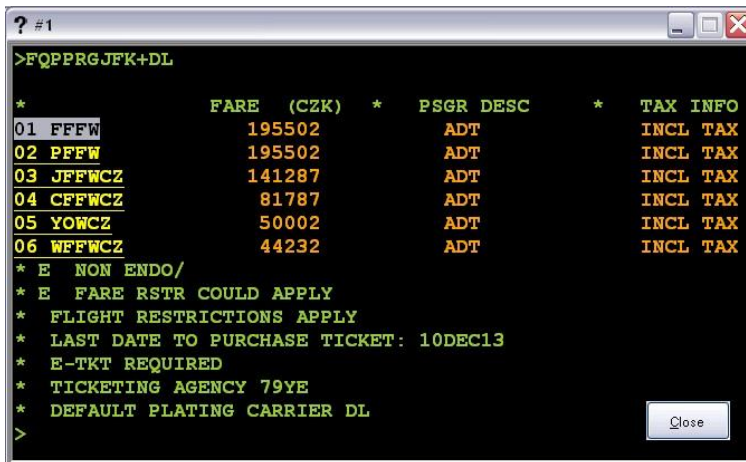 ? #1
>FQPPRGJFK+DL
* FARE (CZK) * PSGR DESC * TAX INFO
01 FFFW 195502 ADT INCL TAX
02 PFFW 195502 ADT INCL TAX
03 JFFWCZ 141287 ADT INCL TAX
04 CFFWCZ 81787 ADT INCL TAX
05 YOWCZ 50002 ADT INCL TAX
06 WFFWCZ 44232 ADT INCL TAX
* E NON ENDO/
* E FARE RSTR COULD APPLY
* FLIGHT RESTRICTIONS APPLY
* LAST DATE TO PURCHASE TICKET: 10DEC13
* E-TKT REQUIRED
* TICKETING AGENCY 79YE
* DEFAULT PLATING CARRIER DL
Close
>